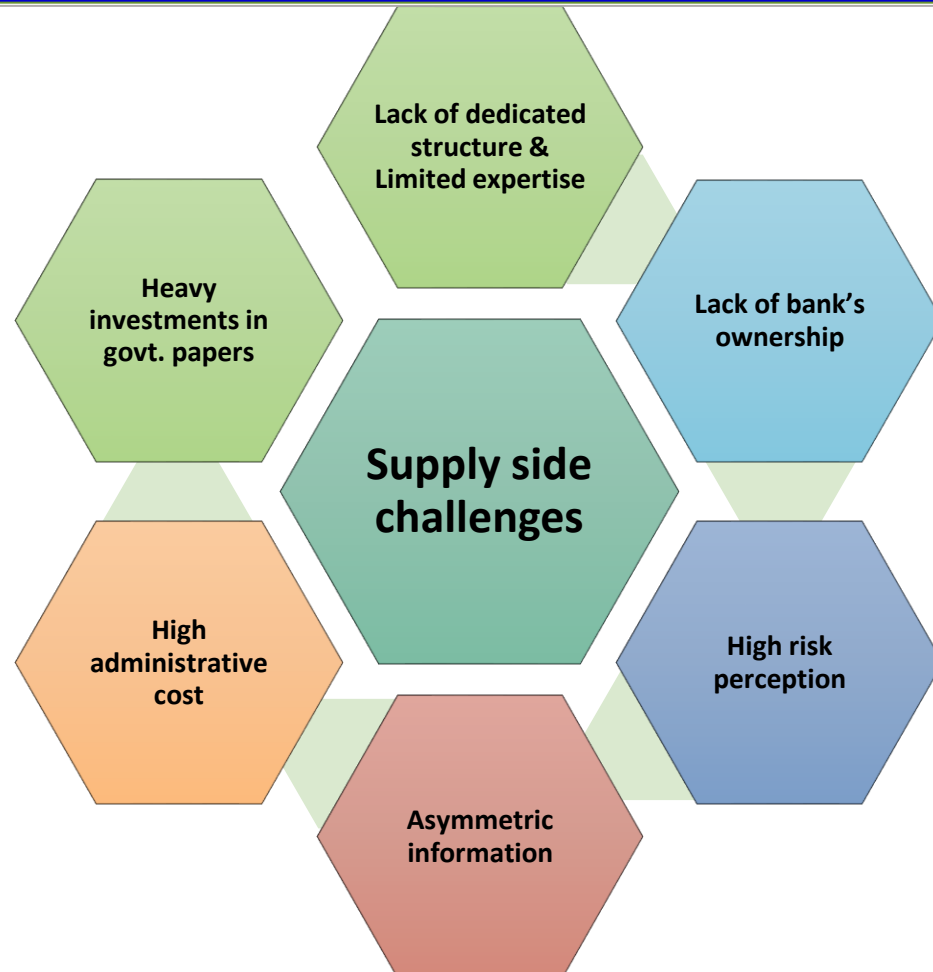 Lack of dedicated
structure &
Limited expertise
Lack of bank’s
ownership
High risk
perception
Asymmetric
information
High
administrative
cost
Heavy
investments in
govt. papers
Supply side
challenges